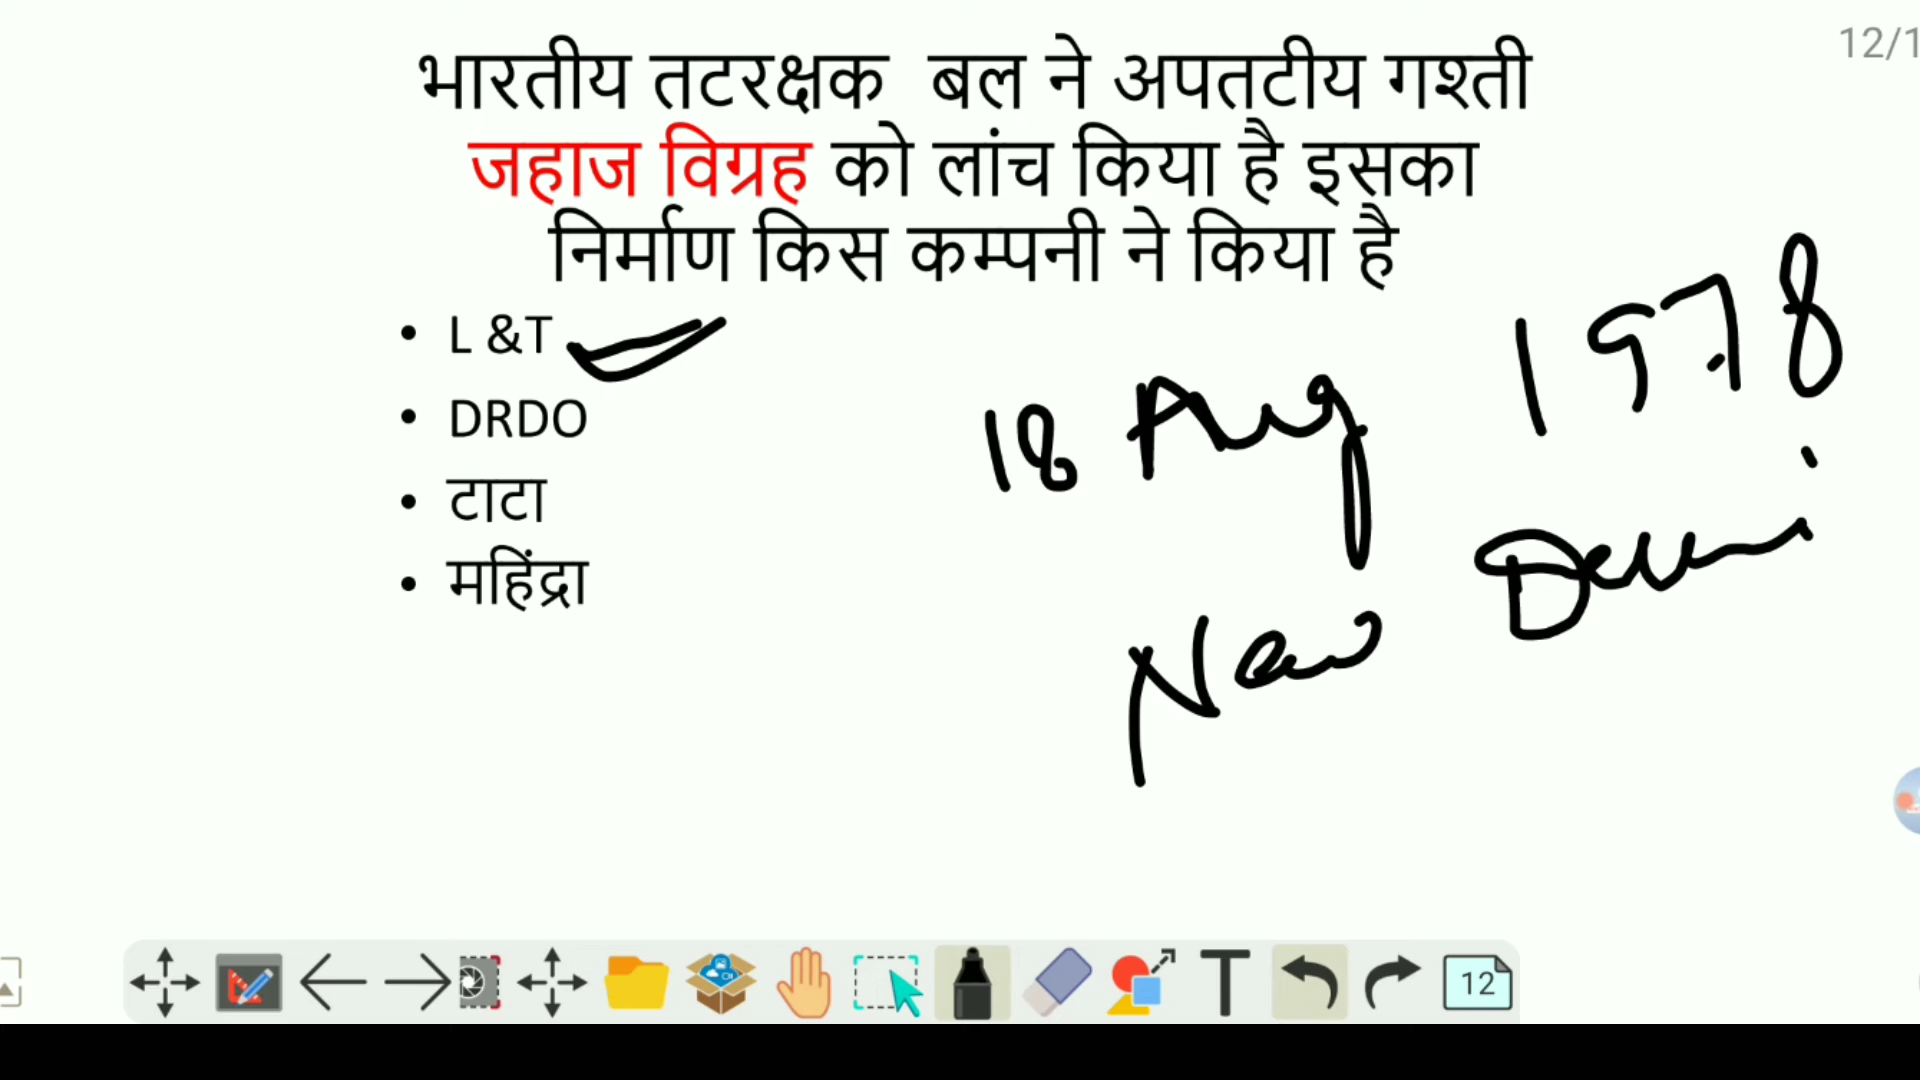 12/1
भारतीय तटरक्षक बल ने अपतटीय गश्ती
जहाज विग्रह को लांच किया है इसका
निर्माण किस कम्पनी ने किया है
• L &T
• DRDO
• टाटा
• महिंद्रा
18 Aug 1978
New Delhi
12